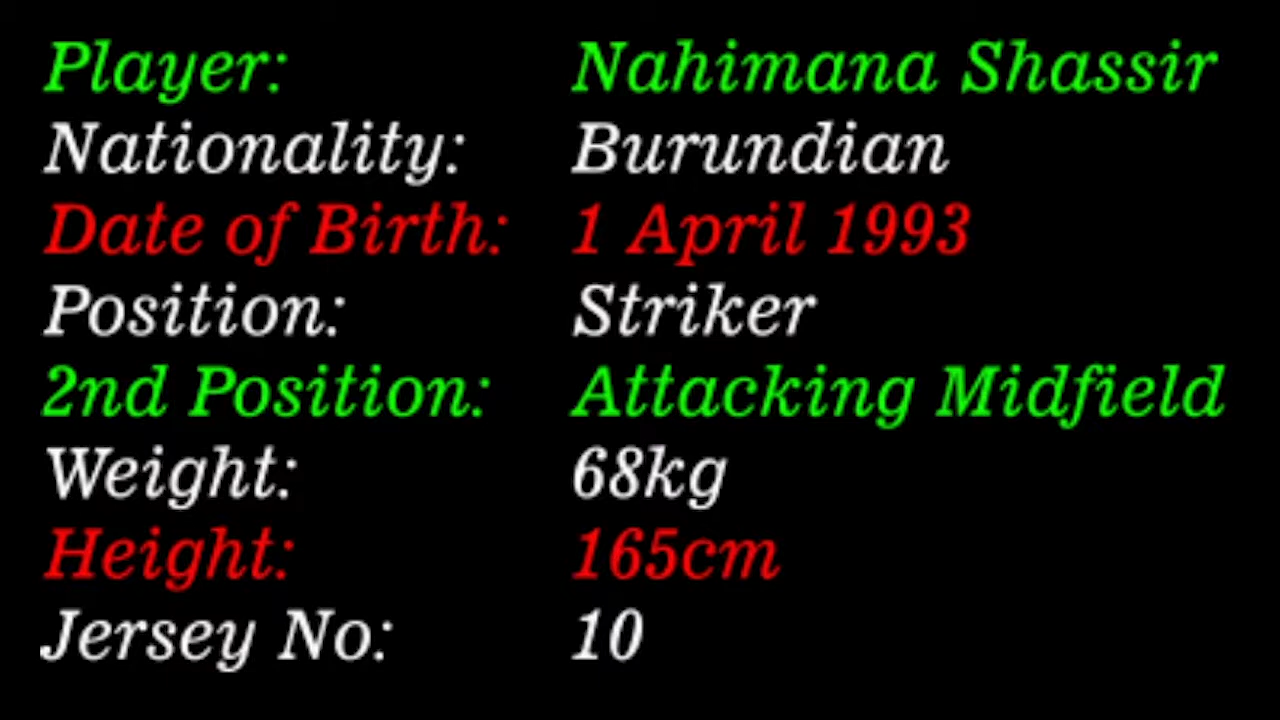 Player: Nahimana Shassir
Nationality: Burundian
Date of Birth: 1 April 1993
Position: Striker
2nd Position: Attacking Midfield
Weight: 68kg
Height: 165cm
Jersey No: 10